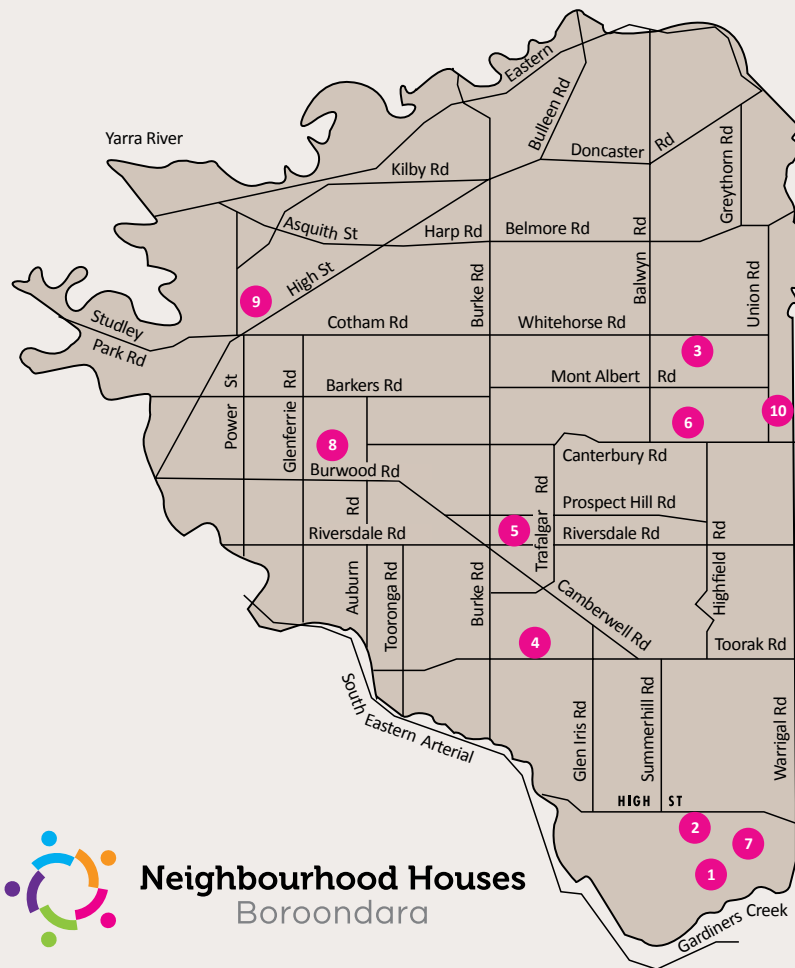 Eastern
Bulleen Rd
Yarra River
Doncaster Rd
Kilby Rd
Greythorn Rd
Asquith St
Harp Rd
Belmore Rd
Balwyn Rd
High St
9
Burke Rd
Union Rd
Studley
Park Rd
Cotham Rd
Whitehorse Rd
3
Mont Albert Rd
Barkers Rd
Power St
Glenferrie Rd
10
6
8
Canterbury Rd
Burwood Rd
Prospect Hill Rd
5
Trafalgar Rd
Riversdale Rd
Riversdale Rd
Highfield Rd
Auburn Rd
Tooronga Rd
Burke Rd
Camberwell Rd
4
Toorak Rd
South Eastern Arterial
Glen Iris Rd
Summerhill Rd
Warrigal Rd
HIGH ST
2
7
1
Gardiners Creek
Neighbourhood Houses
Boroondara